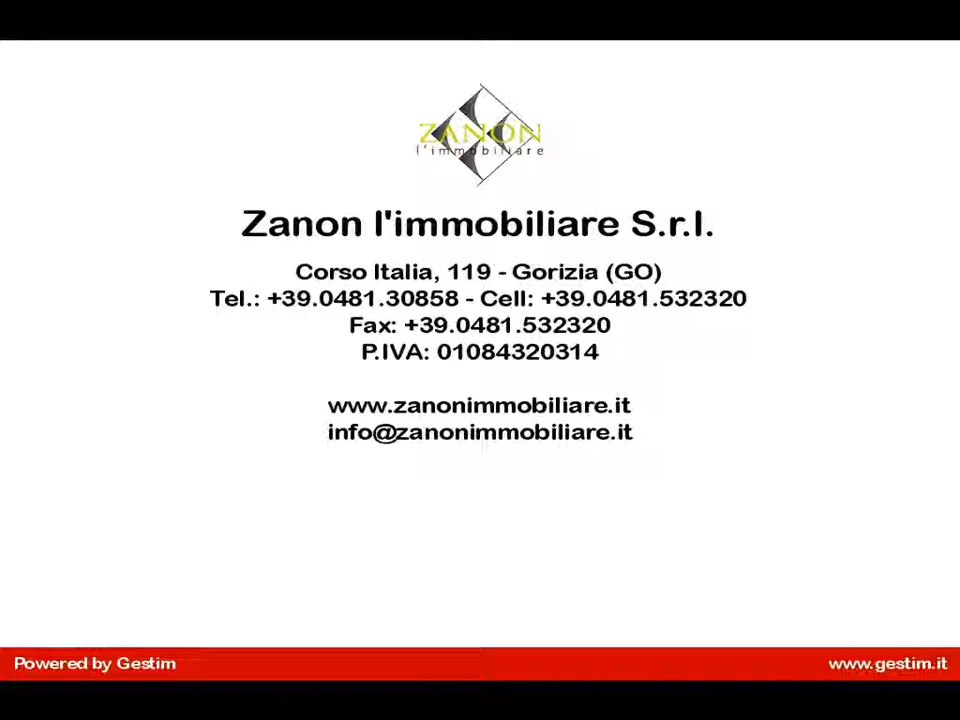 ZANON
l'immobiliare
Zanon l'immobiliare S.r.l.
Corso Italia, 119 - Gorizia (GO)
Tel.: +39.0481.30858 - Cell: +39.0481.532320
Fax: +39.0481.532320
P.IVA: 01084320314
www.zanonimmobiliare.it
info@zanonimmobiliare.it
Powered by Gestim
www.gestim.it